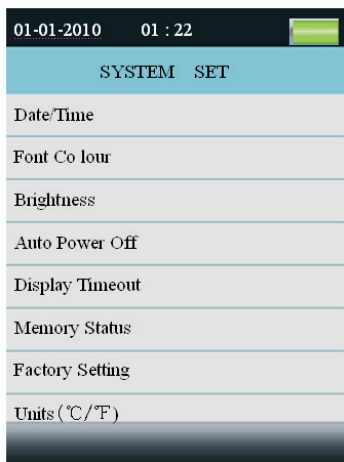 01-01-2010 01 : 22
SYSTEM SET
Date/Time
Font Co lour
Brightness
Auto Power Off
Display Timeout
Memory Status
Factory Setting
Units (℃/℉)